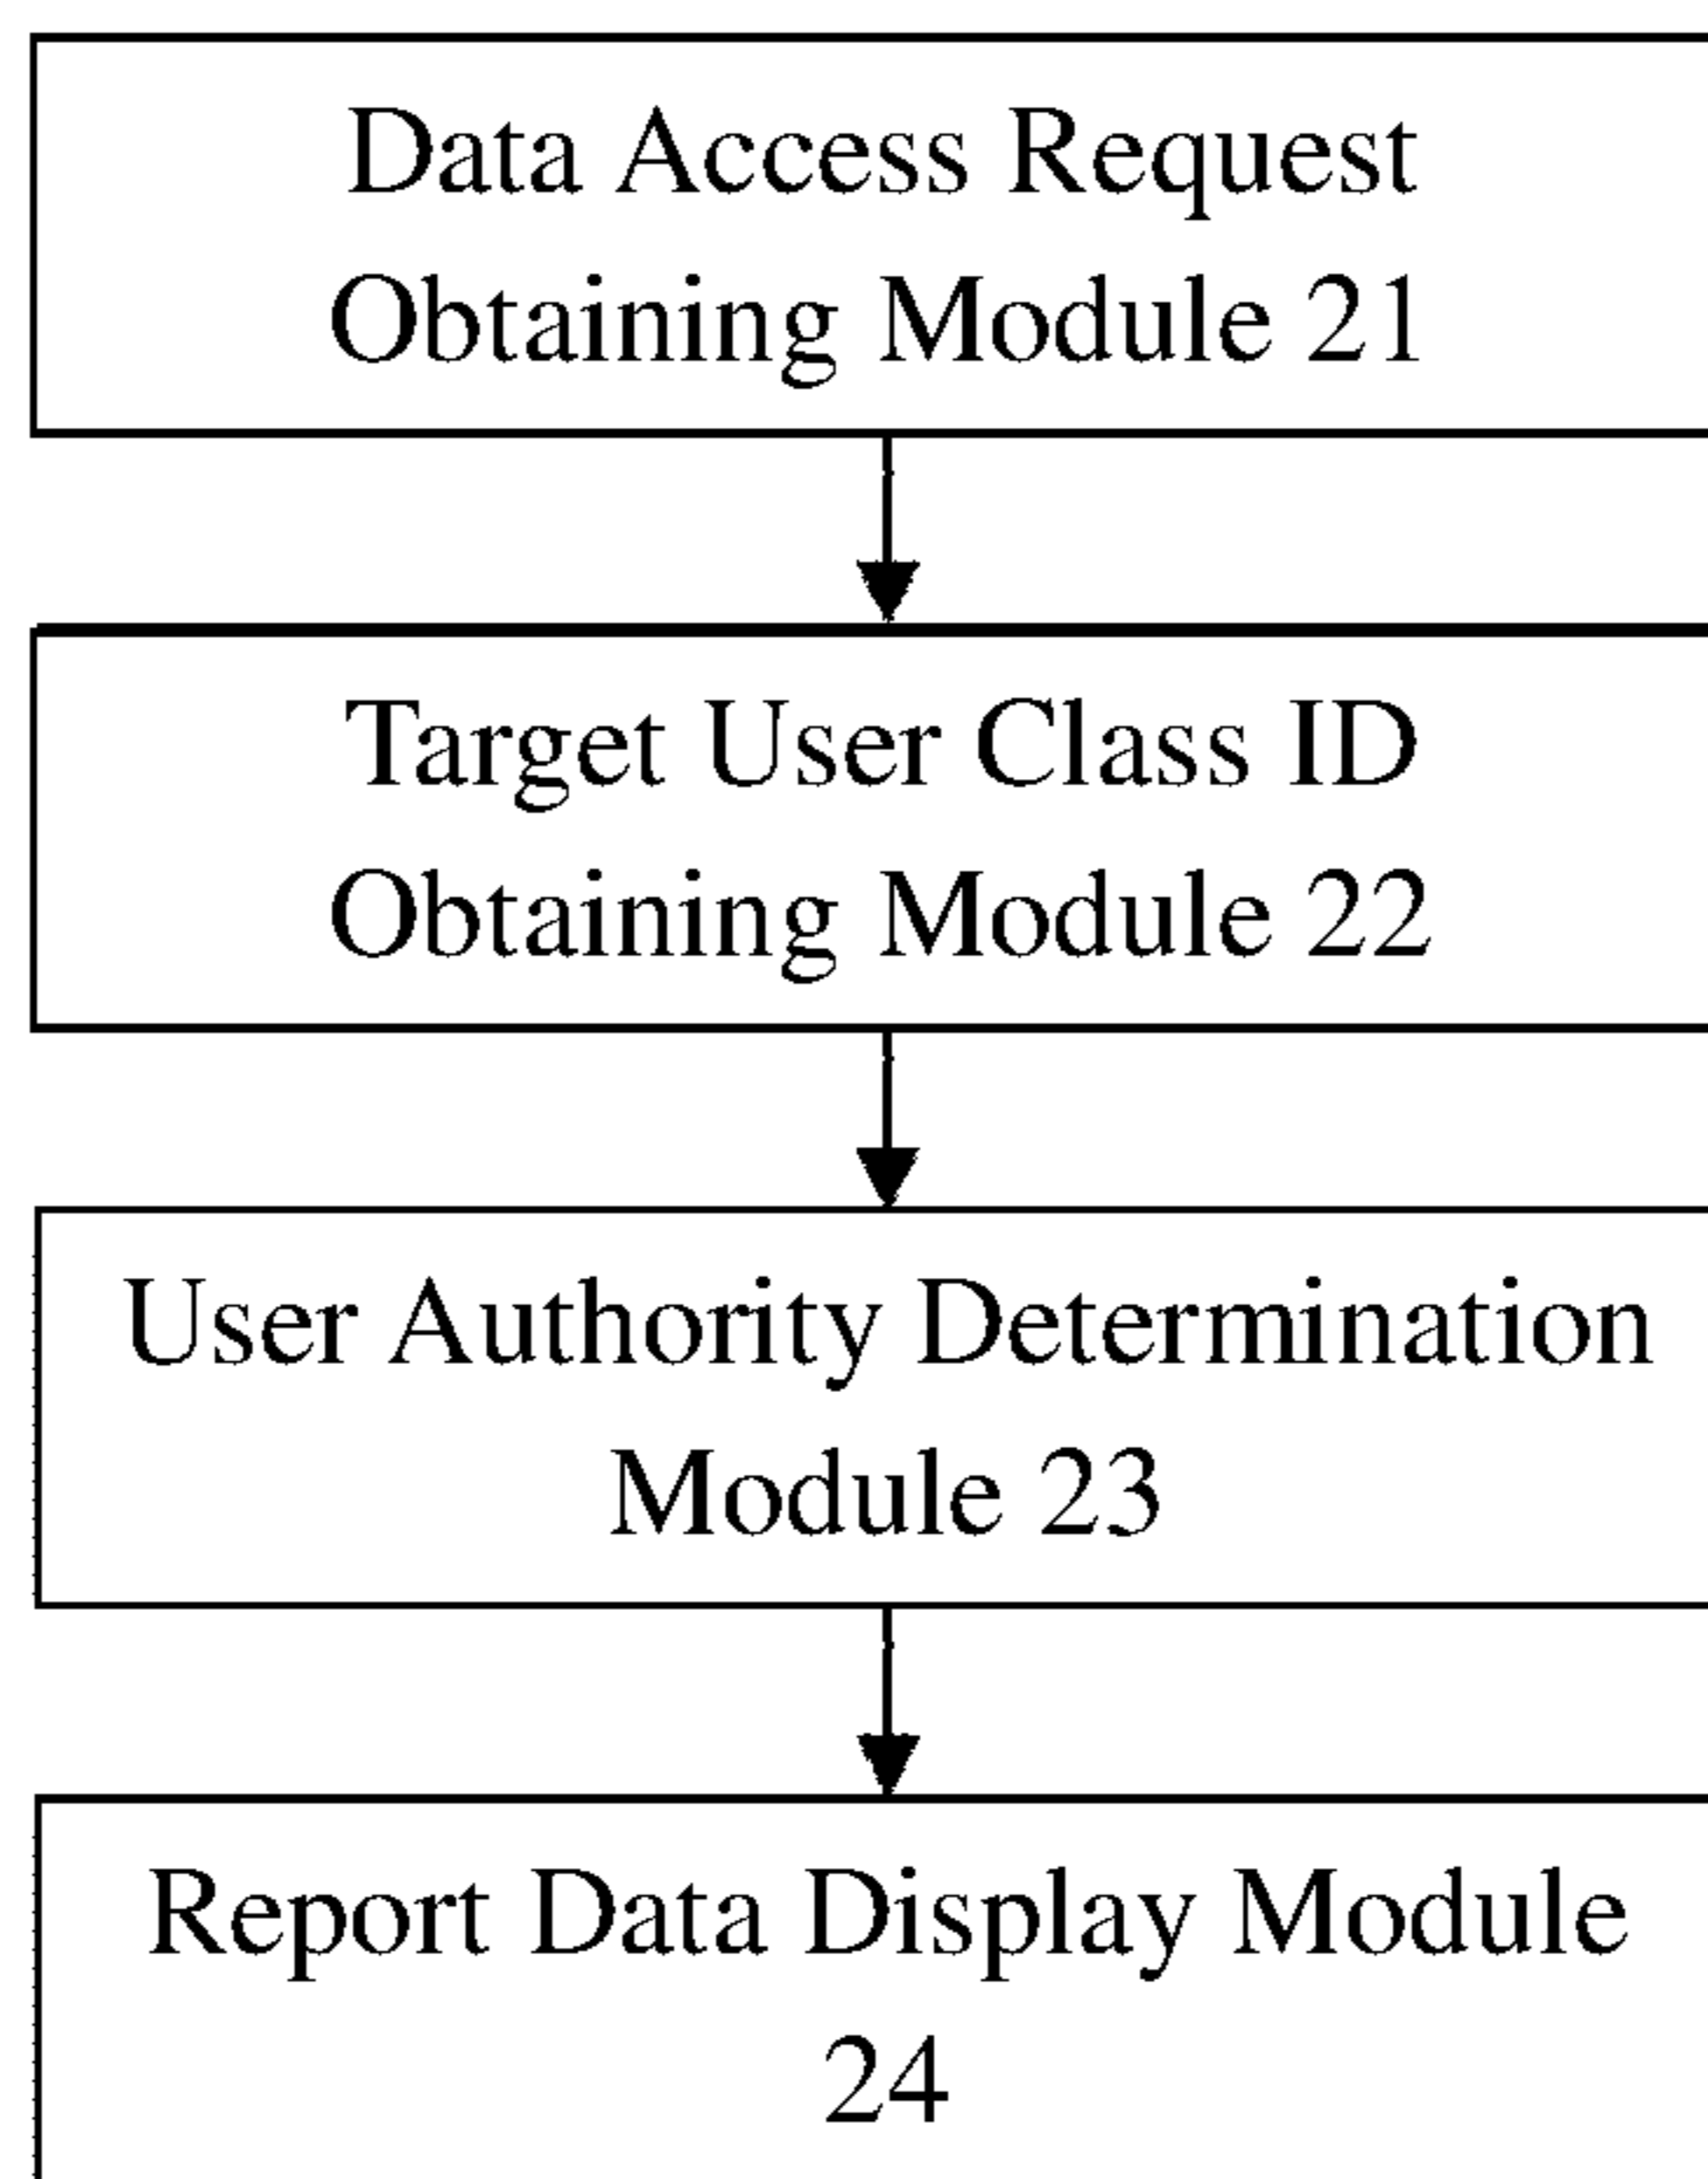 Data Access Request
Obtaining Module 21
Target User Class ID
Obtaining Module 22
User Authority Determination
Module 23
Report Data Display Module
24